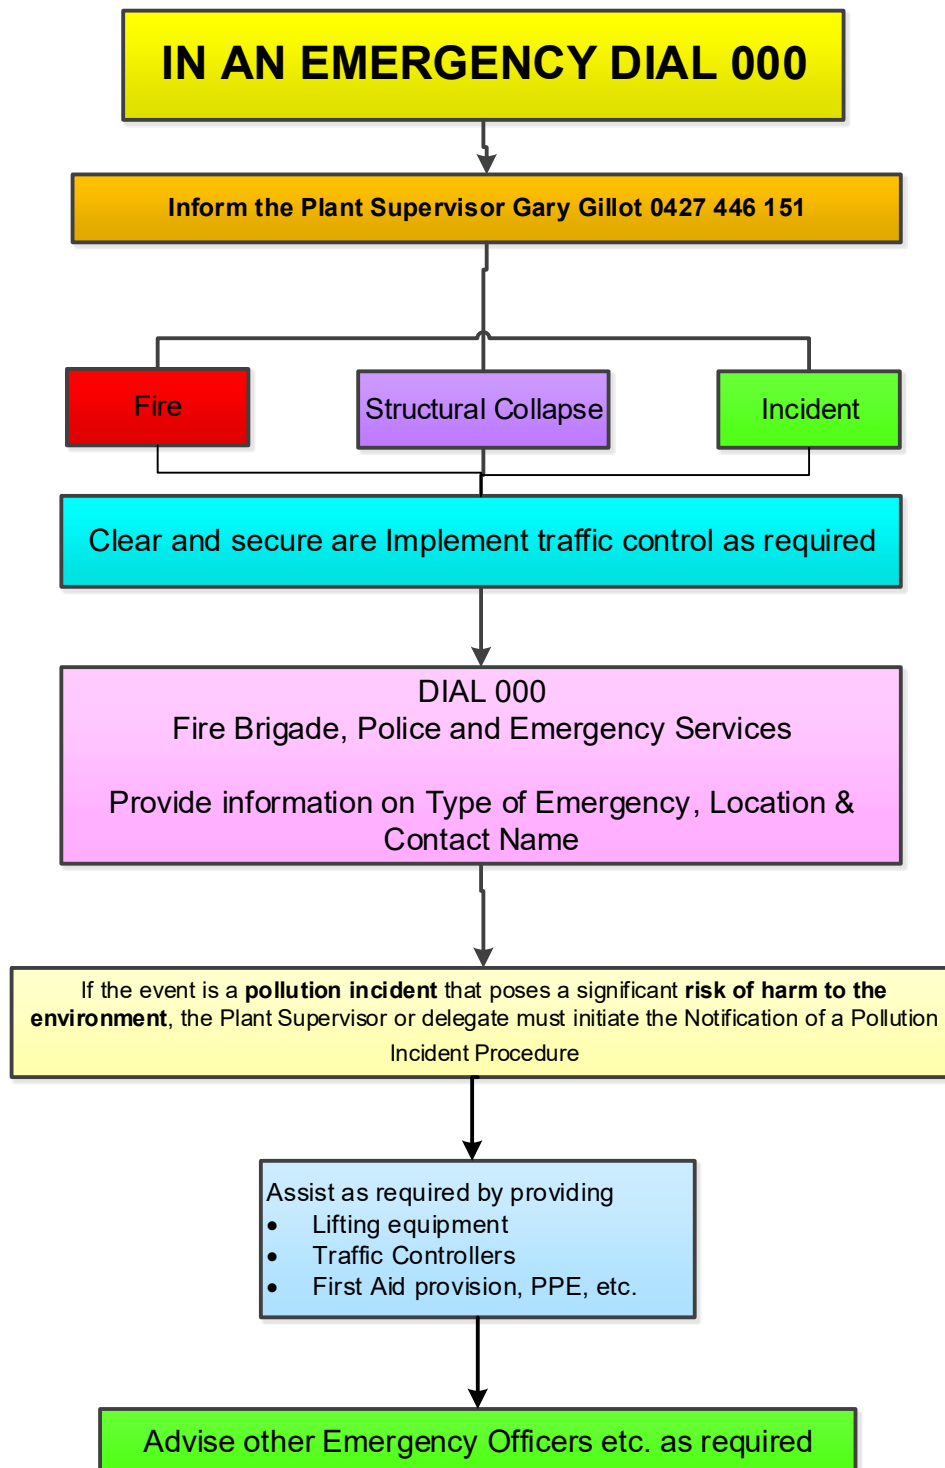 IN AN EMERGENCY DIAL 000
Inform the Plant Supervisor Gary Gillot 0427 446 151
Fire
Structural Collapse
Incident
Clear and secure are Implement traffic control as required
DIAL 000
Fire Brigade, Police and Emergency Services
Provide information on Type of Emergency, Location &
Contact Name
If the event is a pollution incident that poses a significant risk of harm to the
environment, the Plant Supervisor or delegate must initiate the Notification of a Pollution
Incident Procedure
Assist as required by providing
• Lifting equipment
• Traffic Controllers
• First Aid provision, PPE, etc.
Advise other Emergency Officers etc. as required